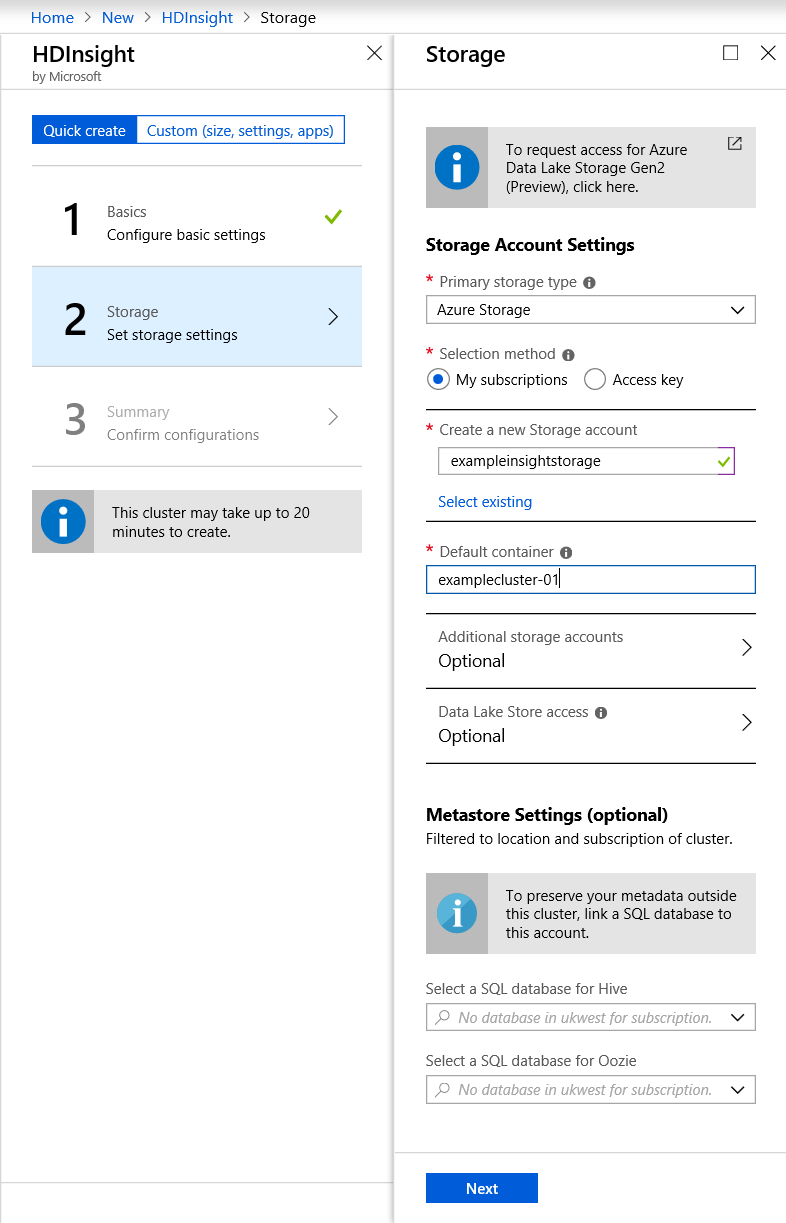 Home > New > HDInsight > Storage
HDInsight
by Microsoft
Quick create
Custom (size, settings, apps)
1
Basics
Configure basic settings
2
Storage
Set storage settings
3
Summary
Confirm configurations
This cluster may take up to 20
minutes to create.
Storage
To request access for Azure
Data Lake Storage Gen2
(Preview), click here.
Storage Account Settings
* Primary storage type
Azure Storage
* Selection method
My subscriptions
Access key
* Create a new Storage account
exampleinsightstorage
Select existing
* Default container
examplecluster-01
Additional storage accounts
Optional
Data Lake Store access
Optional
Metastore Settings (optional)
Filtered to location and subscription of cluster.
To preserve your metadata outside
this cluster, link a SQL database to
this account.
Select a SQL database for Hive
No database in ukwest for subscription.
Select a SQL database for Oozie
No database in ukwest for subscription.
Next